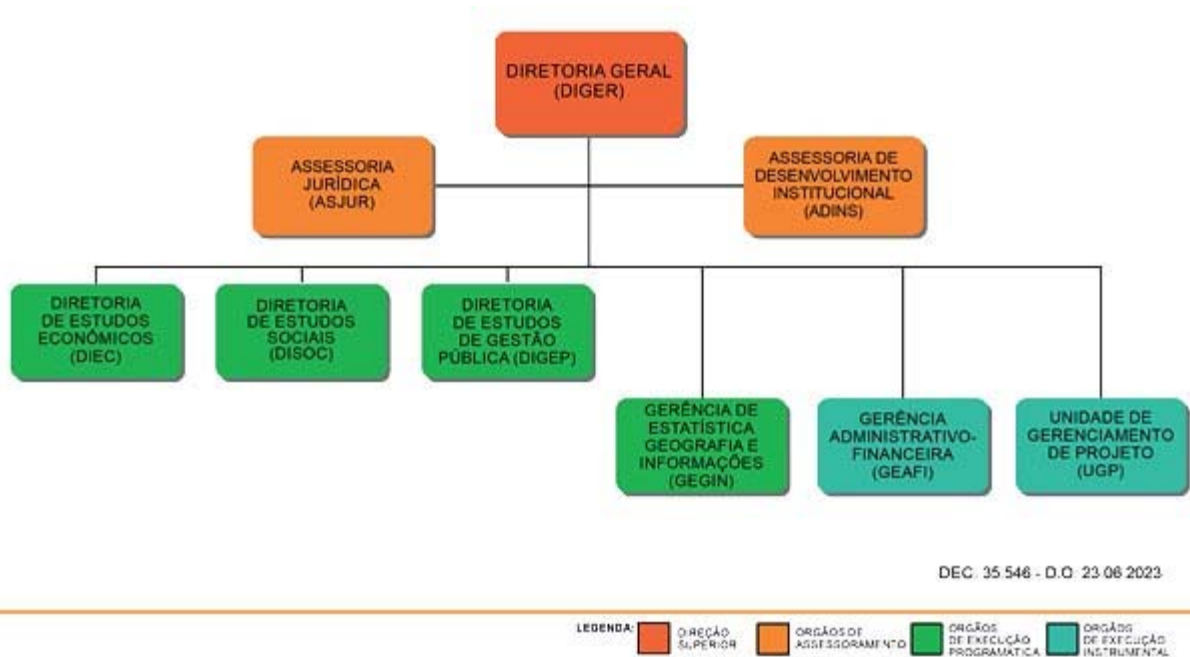 DIRETORIA GERAL
(DIGER)
ASSESSORIA
JURÍDICA
(ASJUR)
ASSESSORIA DE
DESENVOLVIMENTO
INSTITUCIONAL
(ADINS)
DIRETORIA
DE ESTUDOS
ECONÔMICOS
(DIEC)
DIRETORIA
DE ESTUDOS
SOCIAIS
(DISOC)
DIRETORIA
DE ESTUDOS
DE GESTÃO
PÚBLICA (DIGEP)
GERÊNCIA DE
ESTATÍSTICA
GEOGRAFIA E
INFORMAÇÕES
(GEGIN)
GERÊNCIA
ADMINISTRATIVO-
FINANCEIRA
(GEAFI)
UNIDADE DE
GERENCIAMENTO
DE PROJETO
(UGP)
DEC. 35.546 - D.O. 23.06.2023
LEGENDA:
DIREÇÃO
SUPERIOR
ORGÃOS DE
ASSESSORAMENTO
ORGÃOS
DE EXECUÇÃO
PROGRAMATICA
ORGÃOS
DE EXECUÇÃO
INSTRUMENTAL